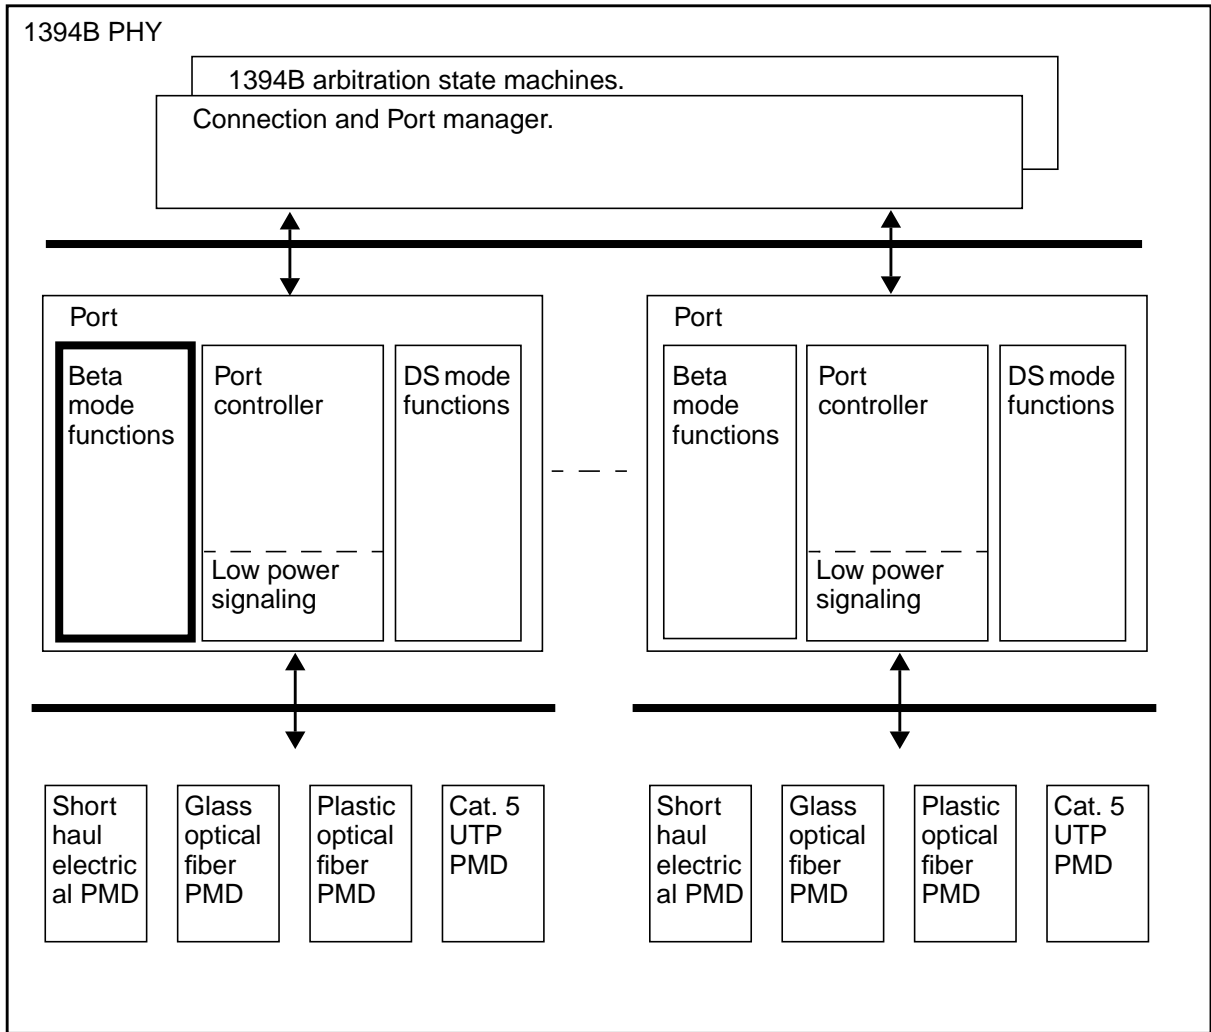 1394B PHY
1394B arbitration state machines.
Connection and Port manager.
Port
Beta
mode
functions
Port
controller
Low power
signaling
DS mode
functions
Port
Beta
mode
functions
Port
controller
Low power
signaling
DS mode
functions
Short
haul
electric
al PMD
Glass
optical
fiber
PMD
Plastic
optical
fiber
PMD
Cat. 5
UTP
PMD
Short
haul
electric
al PMD
Glass
optical
fiber
PMD
Plastic
optical
fiber
PMD
Cat. 5
UTP
PMD